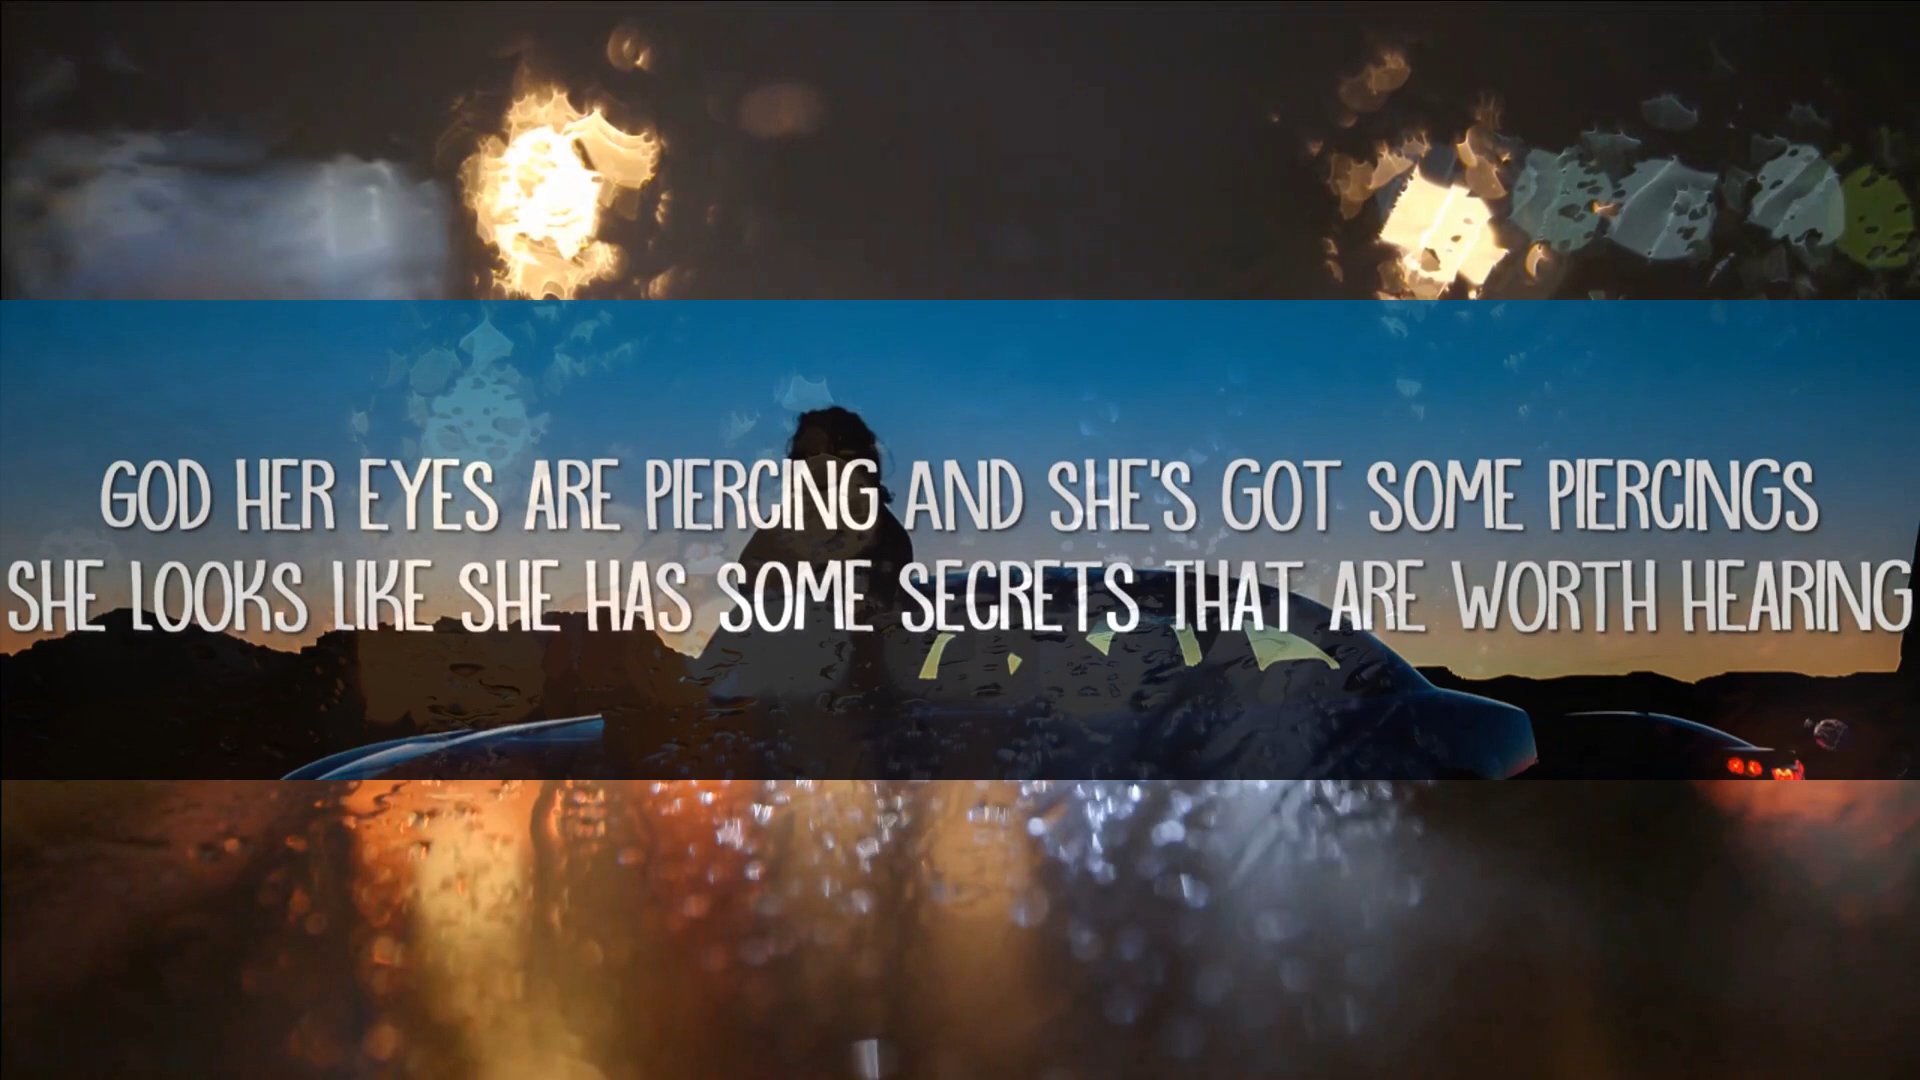 GOD HER EYES ARE PIERCING AND SHE'S GOT SOME PIERCINGS
SHE LOOKS LIKE SHE HAS SOME SECRETS THAT ARE WORTH HEARING